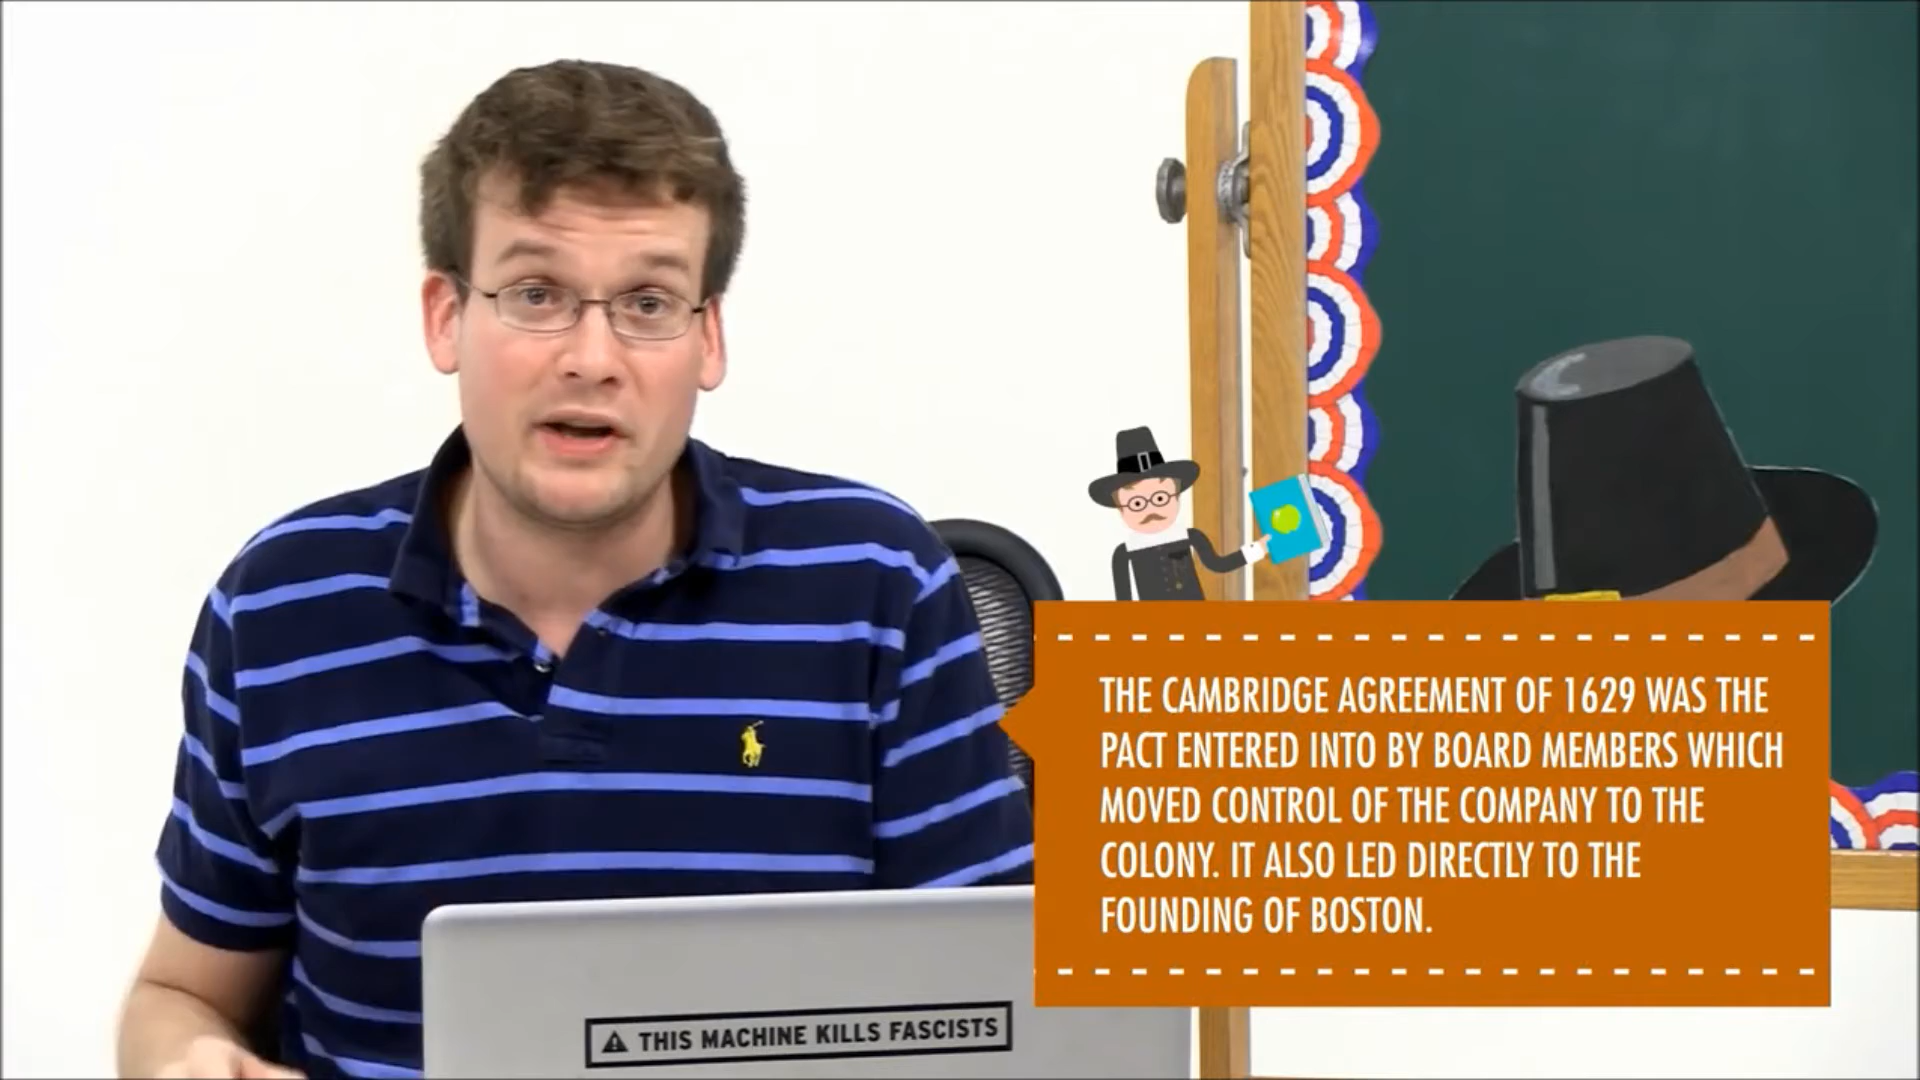 THE CAMBRIDGE AGREEMENT OF 1629 WAS THE
PACT ENTERED INTO BY BOARD MEMBERS WHICH
MOVED CONTROL OF THE COMPANY TO THE
COLONY. IT ALSO LED DIRECTLY TO THE
FOUNDING OF BOSTON.
THIS MACHINE KILLS FASCISTS